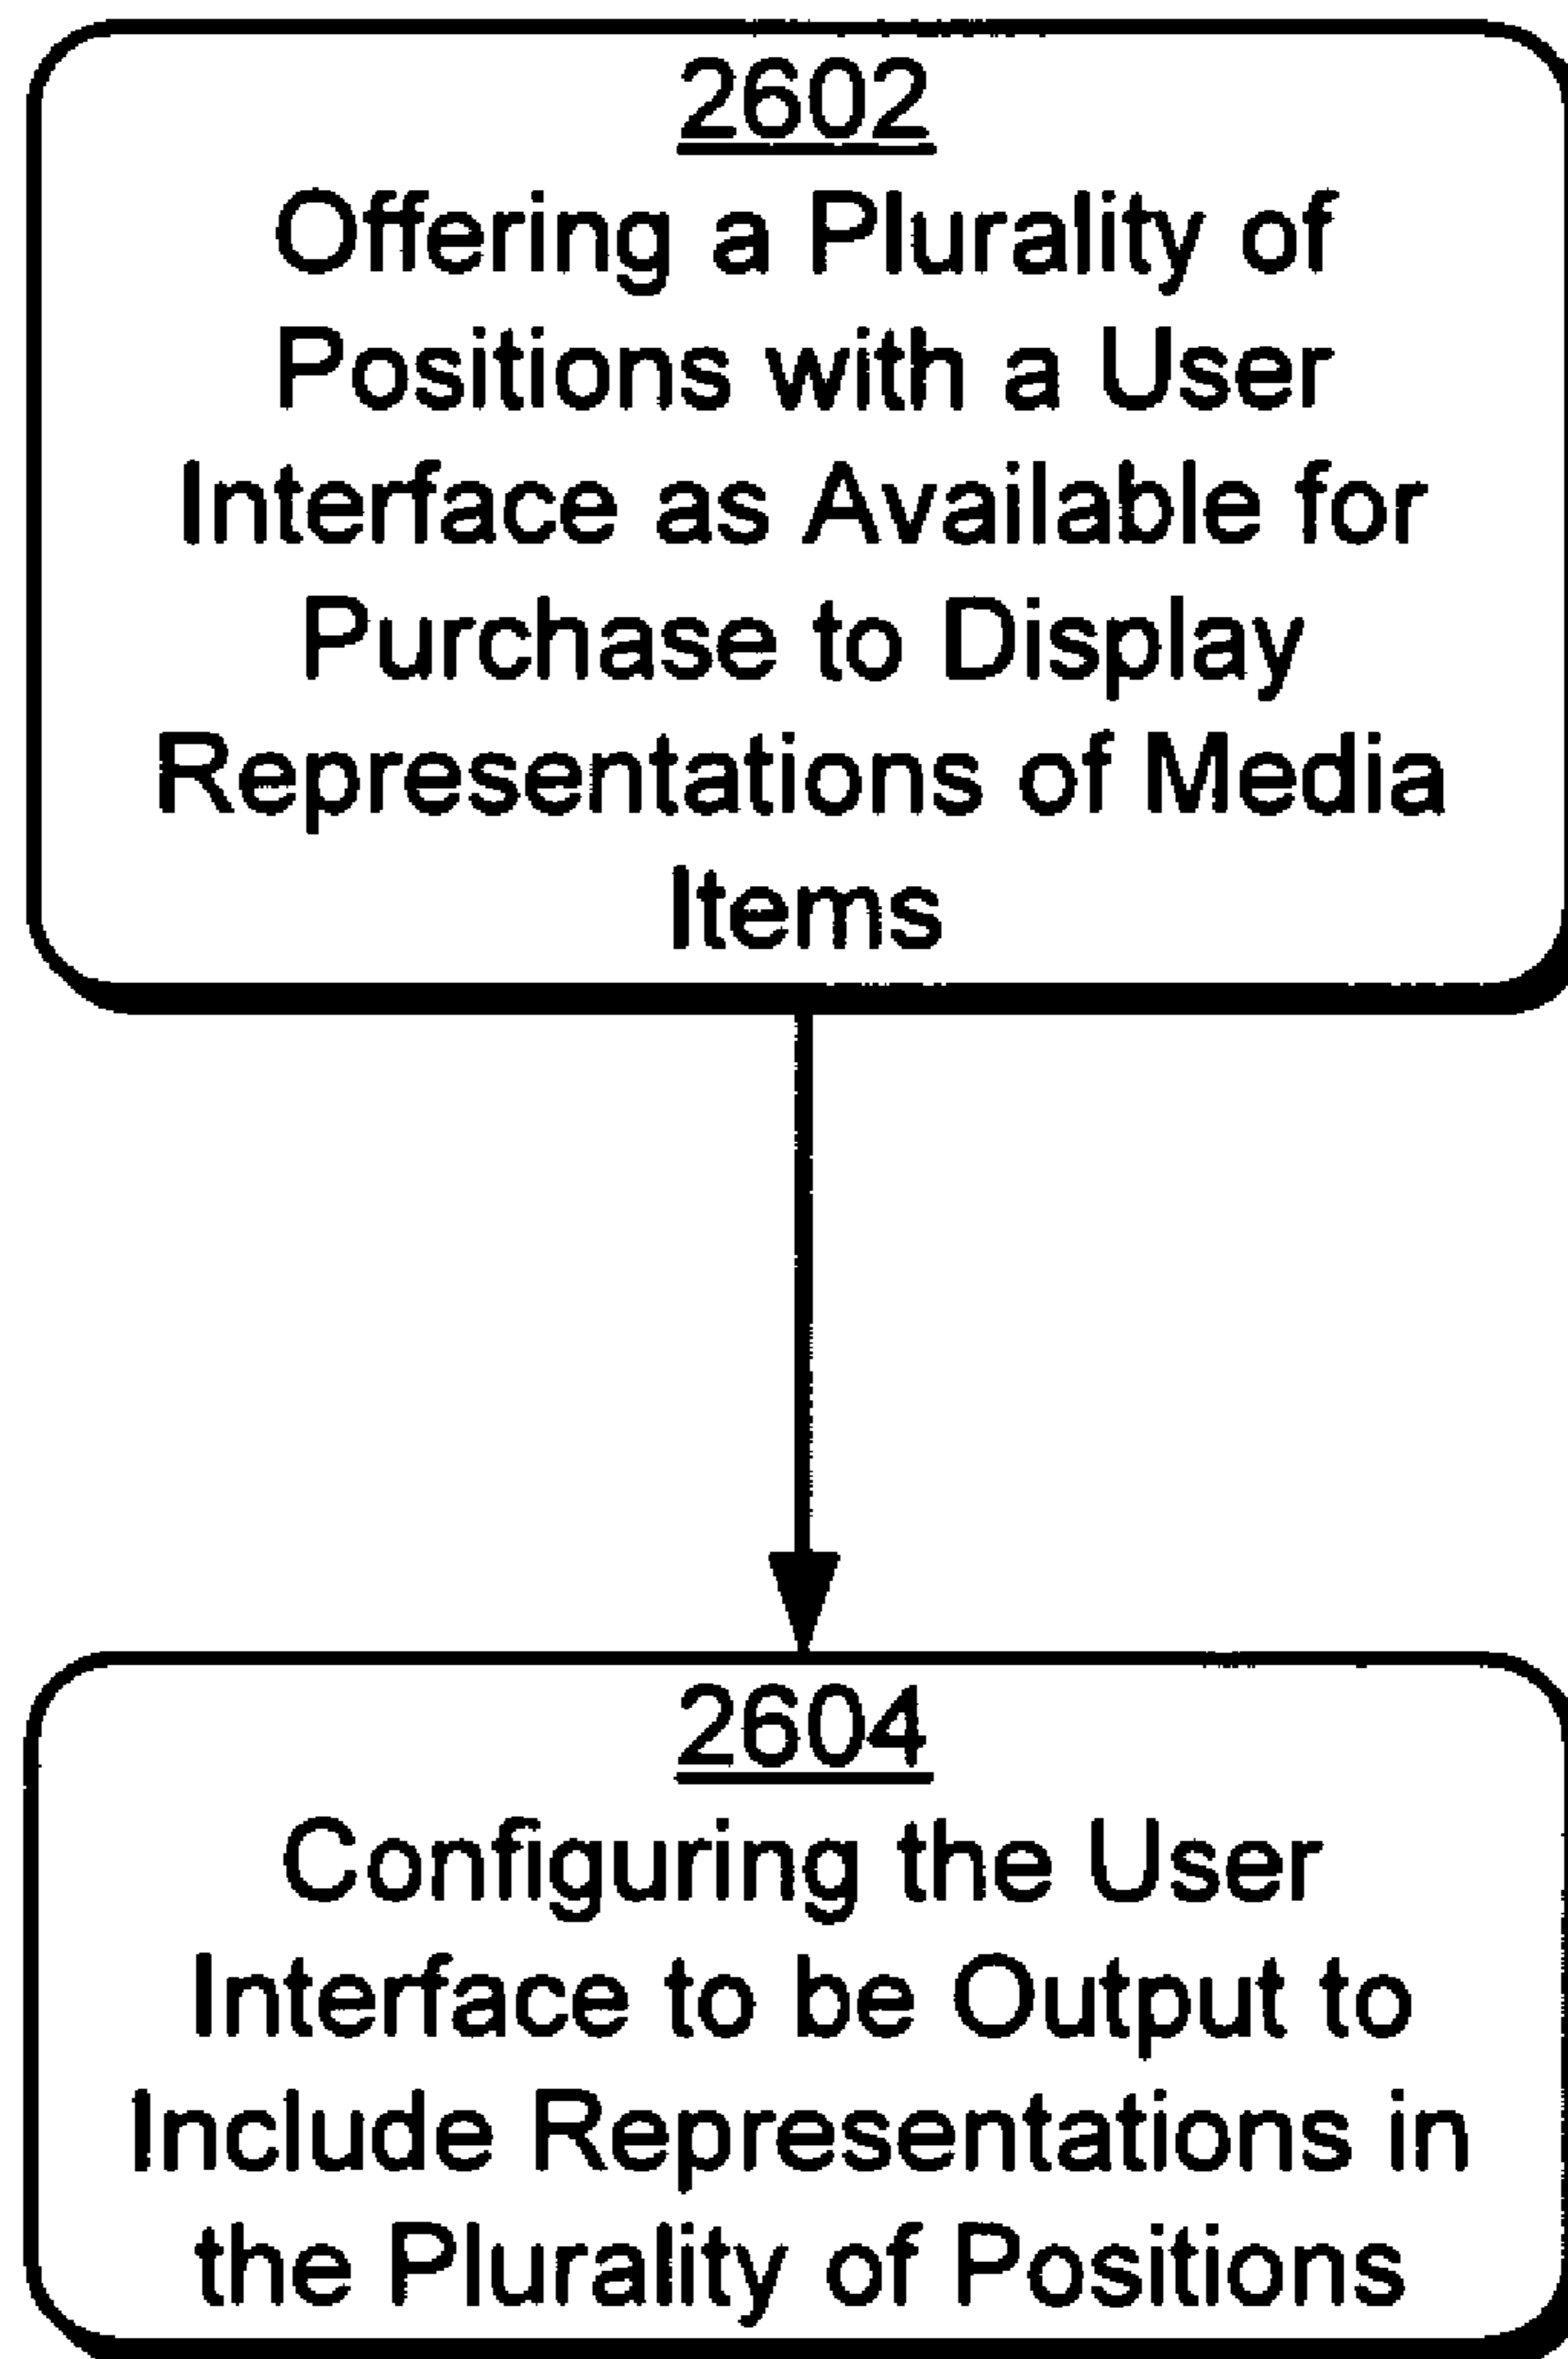 2602
Offering a Plurality of
Positions with a User
Interface as Available for
Purchase to Display
Representations of Media
Items
2604
Configuring the User
Interface to be Output to
Include Representations in
the Plurality of Positions